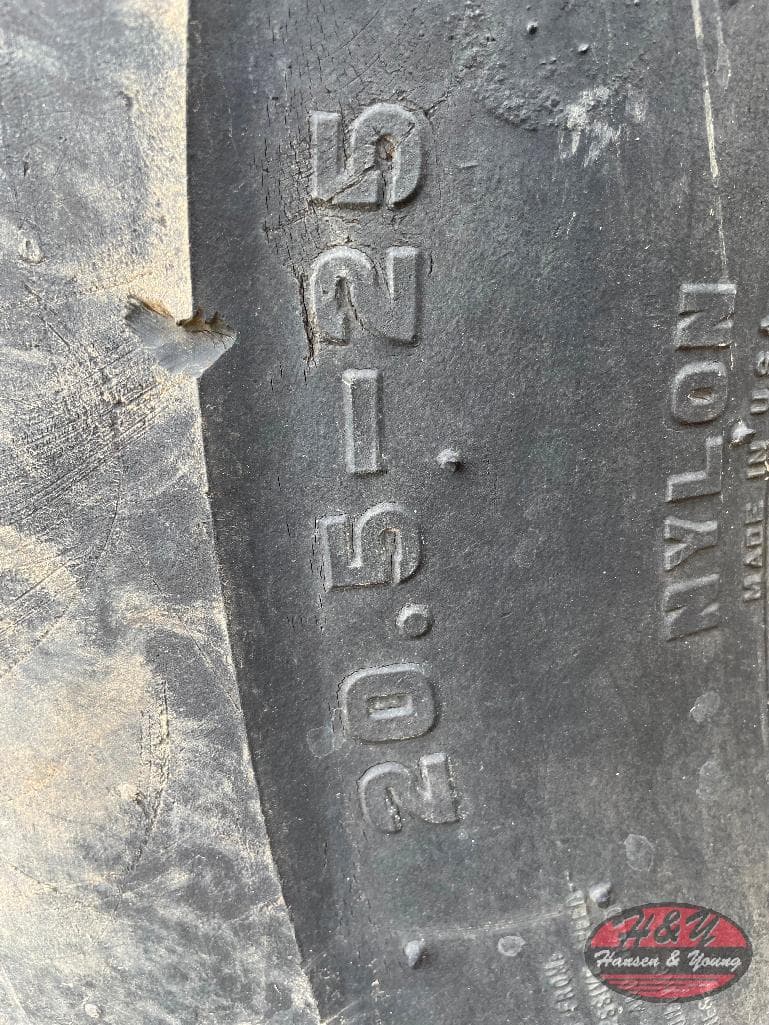 20.5-25
NYLON
MADE IN U.S.A.
H&Y
Hansen & Young